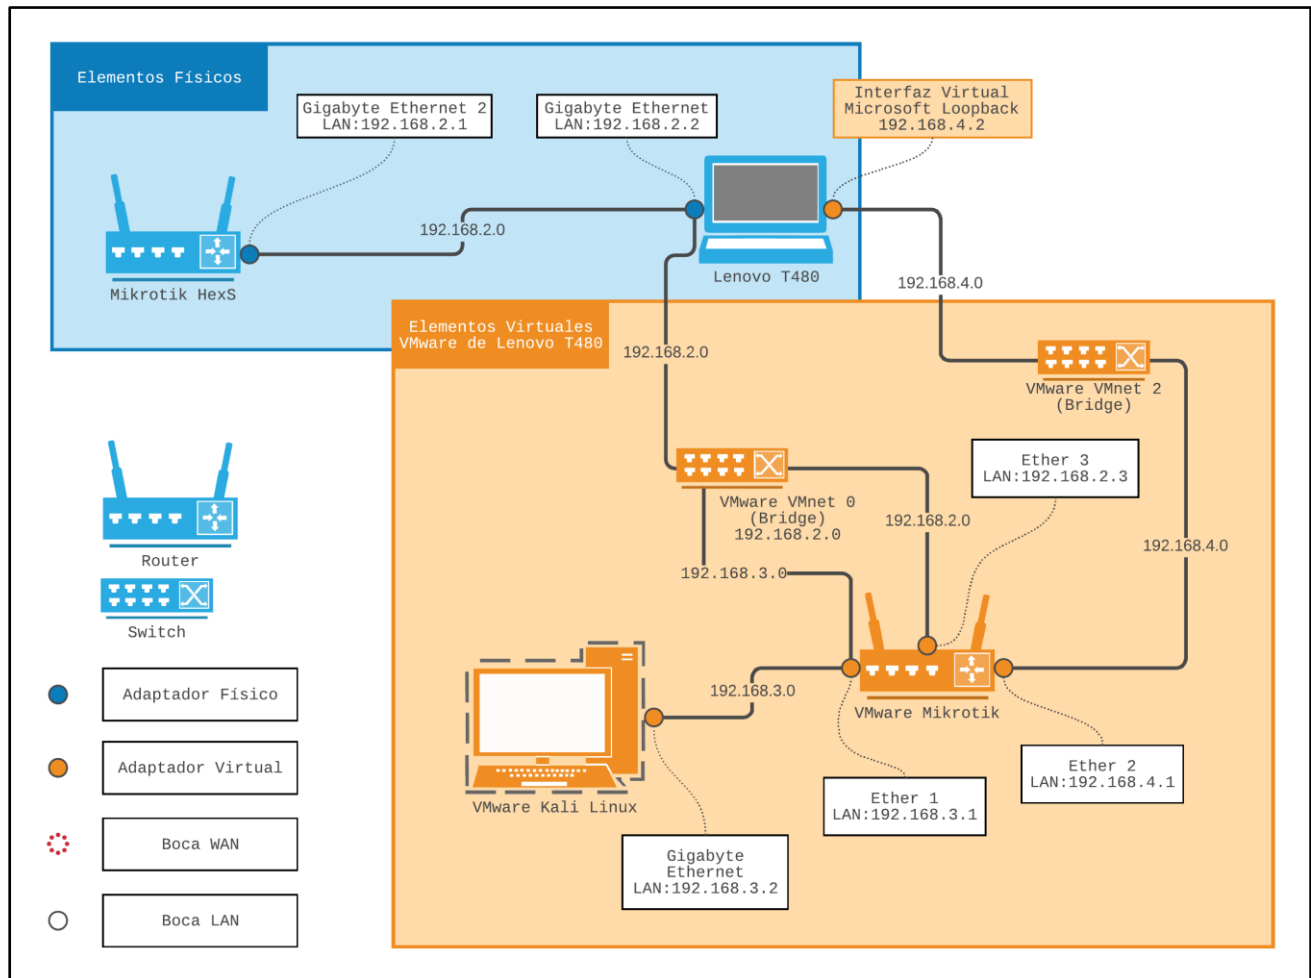 Elementos Físicos
Gigabyte Ethernet 2
LAN:192.168.2.1
Gigabyte Ethernet
LAN:192.168.2.2
Interfaz Virtual
Microsoft Loopback
192.168.4.2
192.168.2.0
Mikrotik HexS
Lenovo T480
192.168.4.0
Elementos Virtuales
VMware de Lenovo T480
192.168.2.0
VMware VMnet 2
(Bridge)
Ether 3
LAN:192.168.2.3
VMware VMnet 0
(Bridge)
192.168.2.0
192.168.2.0
192.168.4.0
192.168.3.0
Router
Switch
Adaptador Físico
Adaptador Virtual
Boca WAN
Boca LAN
192.168.3.0
VMware Mikrotik
VMware Kali Linux
Ether 1
LAN:192.168.3.1
Ether 2
LAN:192.168.4.1
Gigabyte
Ethernet
LAN:192.168.3.2